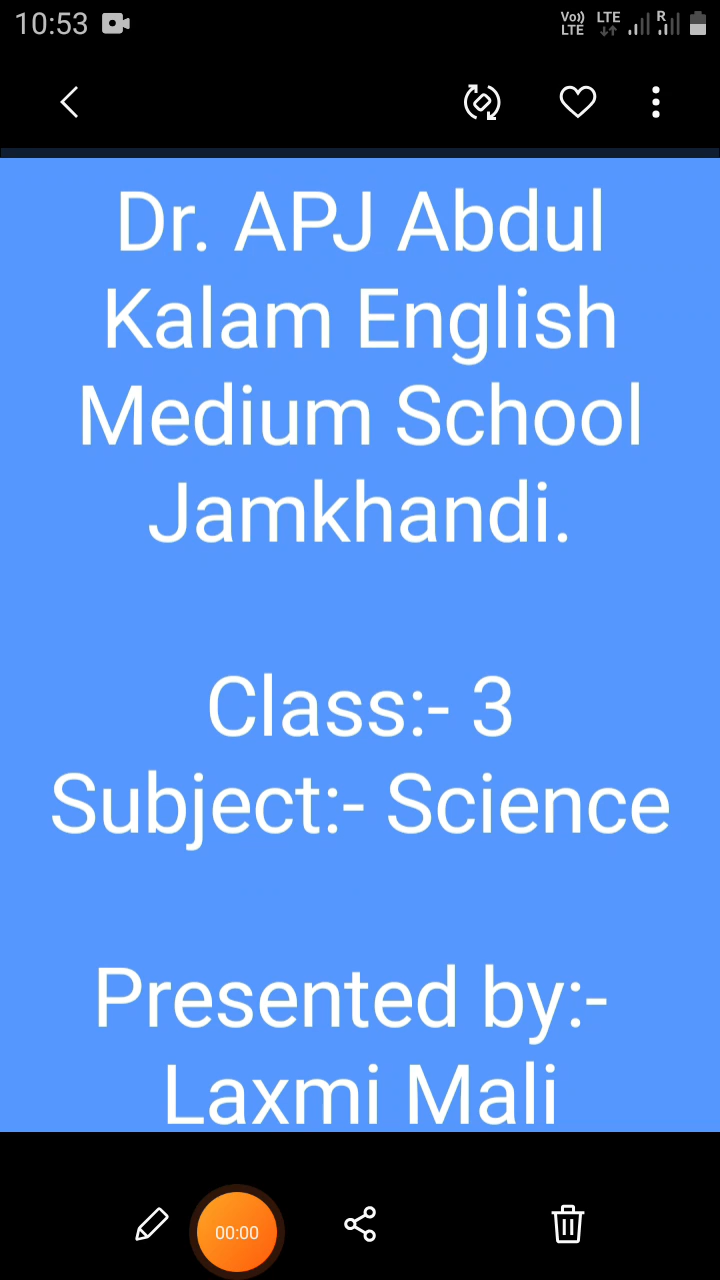 10:53
Vo)) LTE
LTE R
Dr. APJ Abdul
Kalam English
Medium School
Jamkhandi.
Class:- 3
Subject:- Science
Presented by:-
Laxmi Mali
00:00